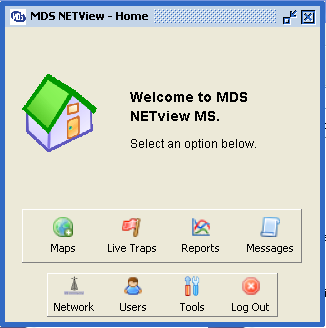 MDS NETView - Home
Welcome to MDS
NETview MS.
Select an option below.
Maps Live Traps Reports Messages
Network Users Tools Log Out